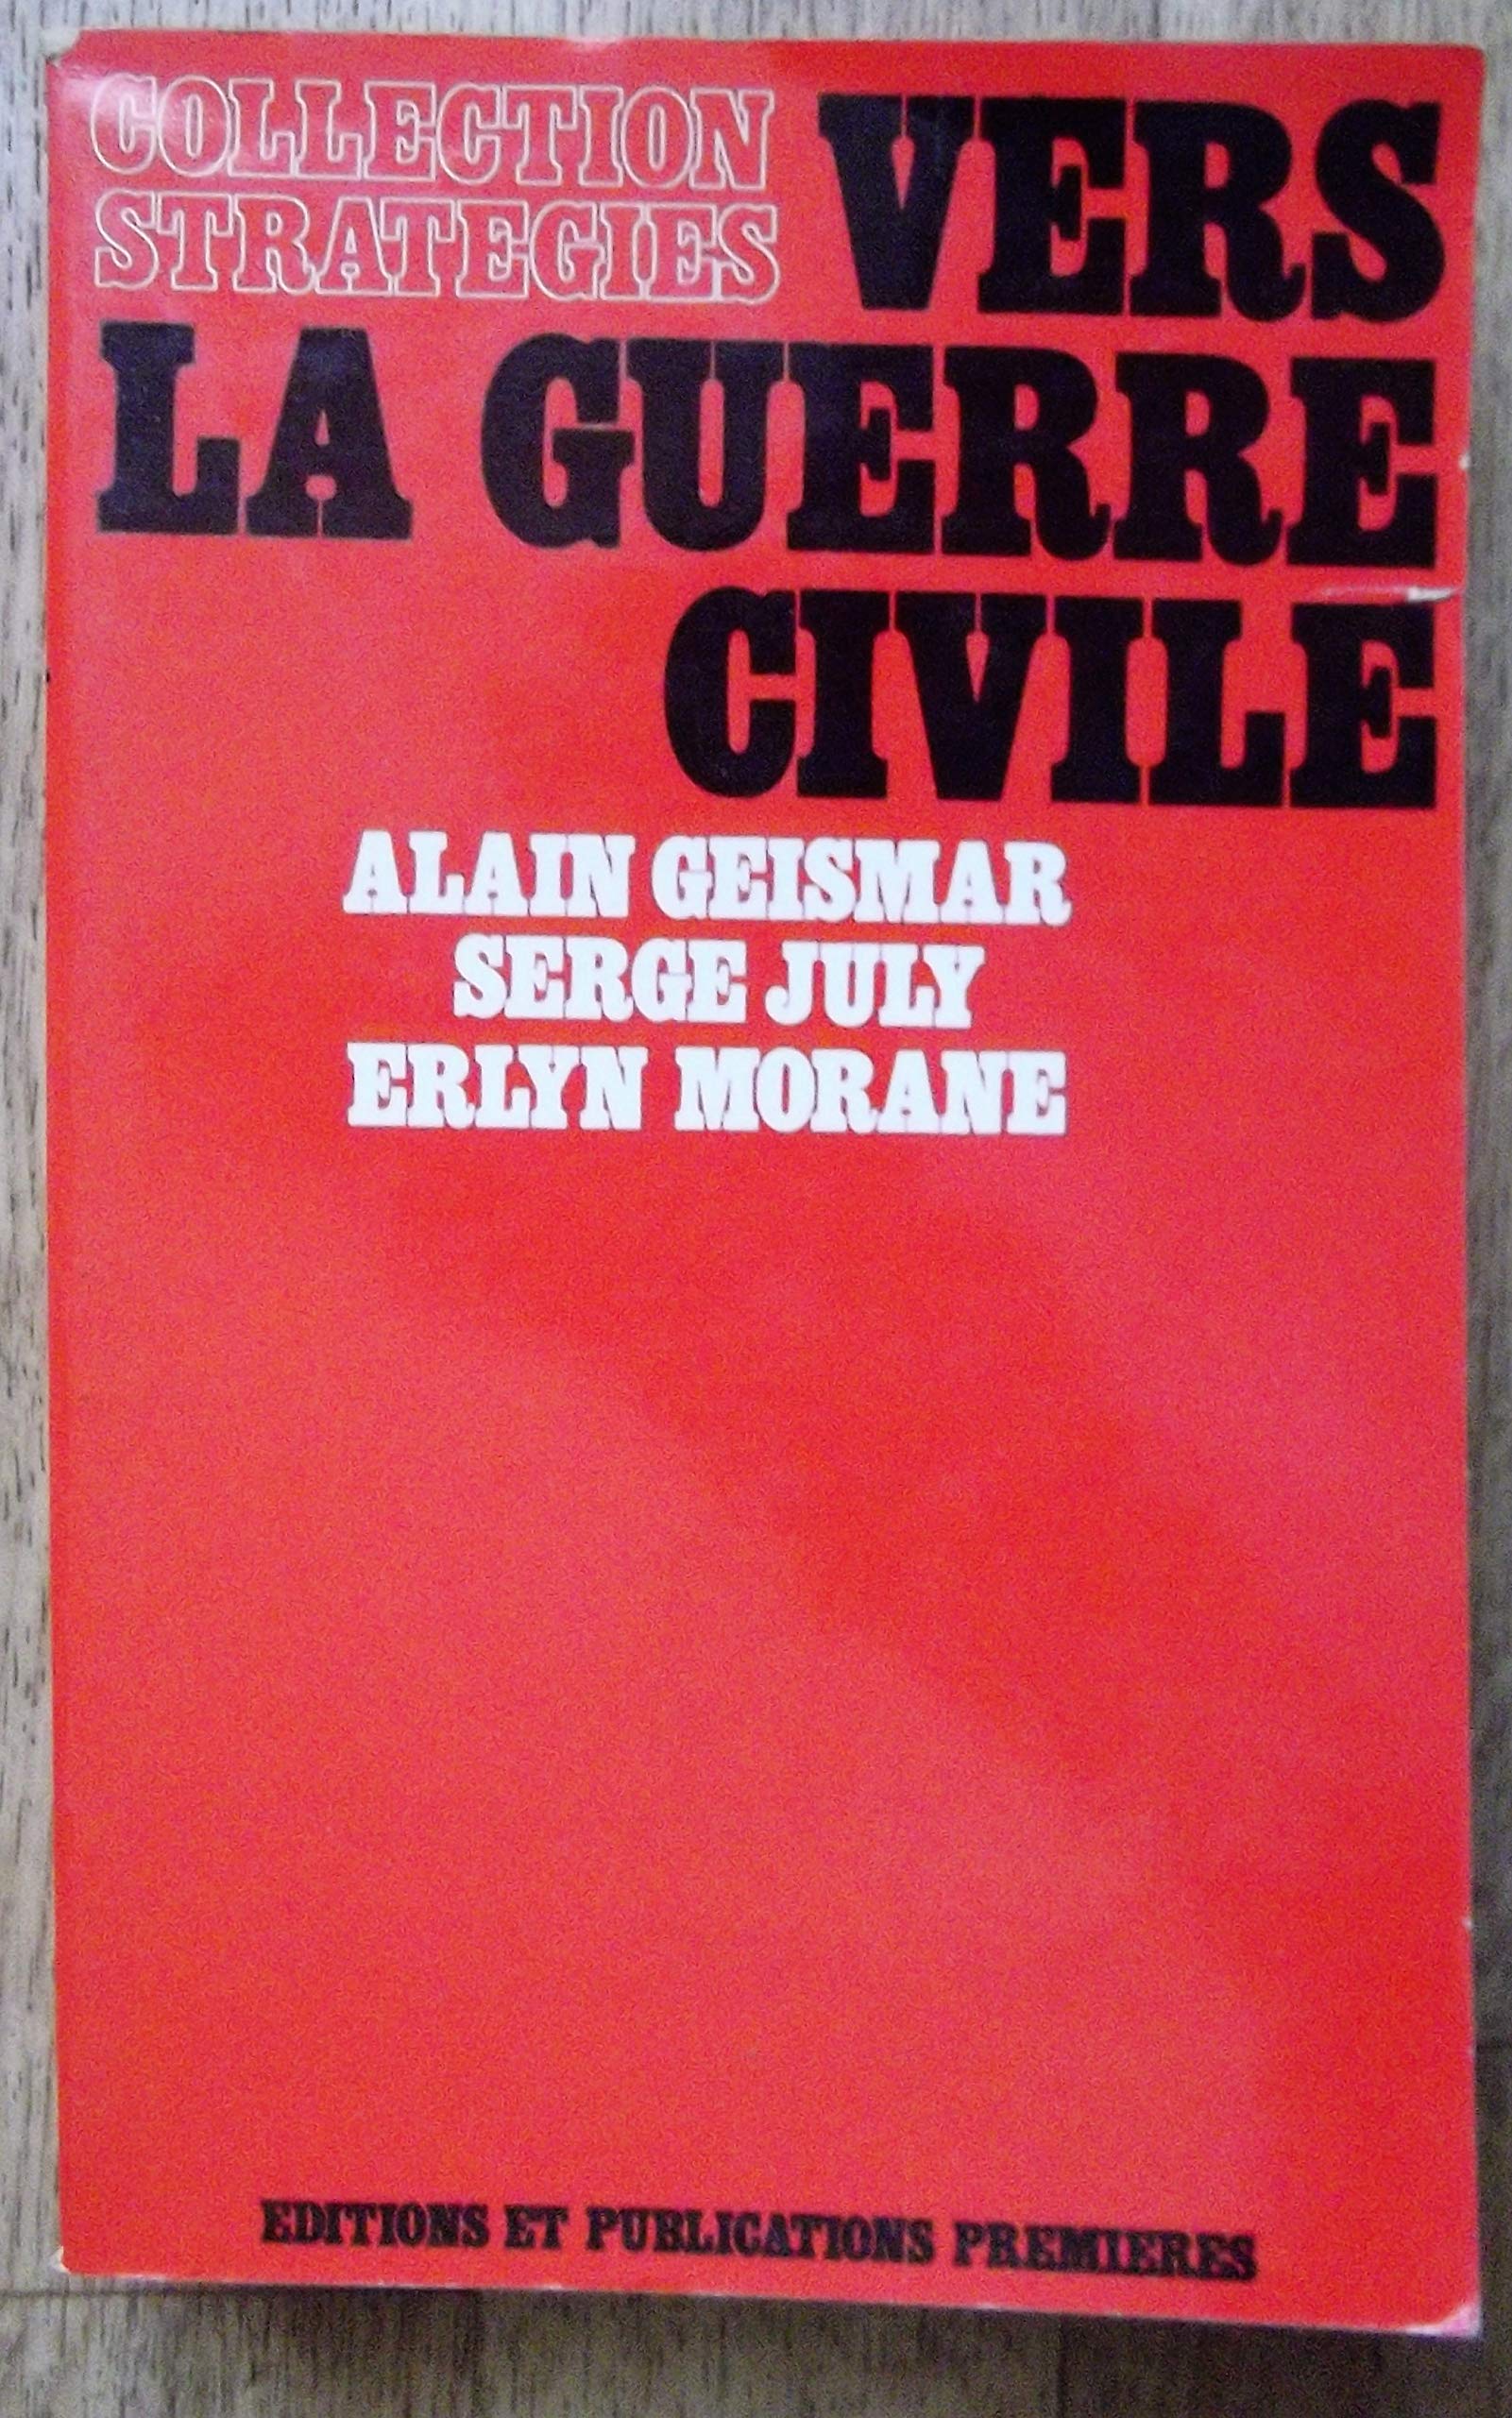 COLLECTION
STRATEGIES
VERS
LA GUERRE
CIVILE
ALAIN GEISMAR
SERGE JULY
ERLYN MORANE
EDITIONS ET PUBLICATIONS PREMIERES